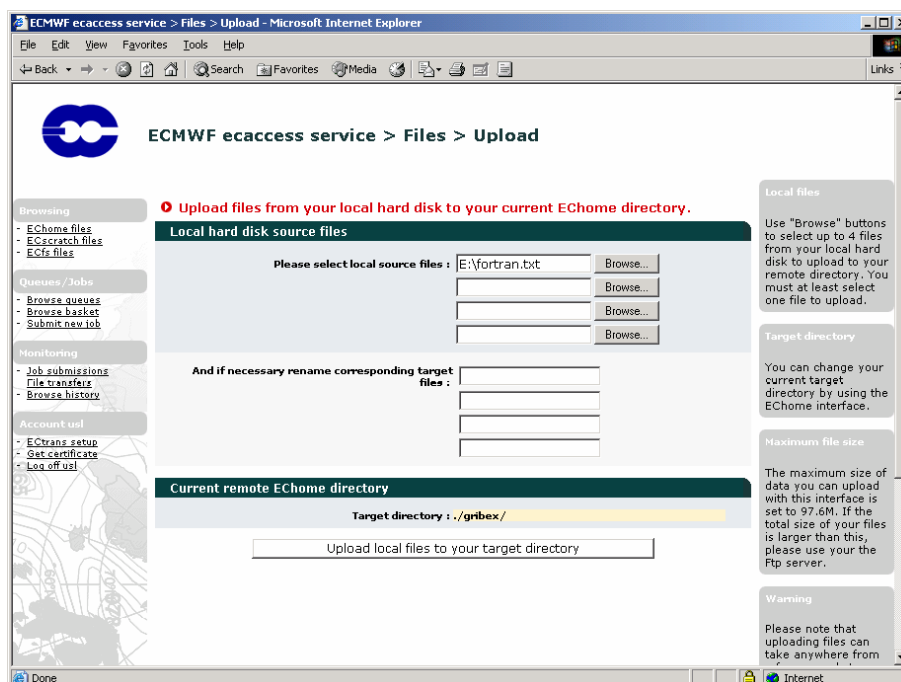 ECMWF ecaccess service > Files > Upload - Microsoft Internet Explorer
File Edit View Favorites Tools Help
Back Search Favorites Media Links
ECMWF ecaccess service > Files > Upload
Browsing
- EChome files
- ECscratch files
- ECfs files
Queues/Jobs
- Browse queues
- Browse basket
- Submit new job
Monitoring
- Job submissions
File transfers
- Browse history
Account usl
- ECtrans setup
- Get certificate
- Log off usl
Upload files from your local hard disk to your current EChome directory.
Local hard disk source files
Please select local source files : E:\fortran.txt Browse...
Browse...
Browse...
Browse...
And if necessary rename corresponding target
files :
Current remote EChome directory
Target directory : ./gribex/
Upload local files to your target directory
Local files
Use "Browse" buttons
to select up to 4 files
from your local hard
disk to upload to your
remote directory. You
must at least select
one file to upload.
Target directory
You can change your
current target
directory by using the
EChome interface.
Maximum file size
The maximum size of
data you can upload
with this interface is
set to 97.6M. If the
total size of your files
is larger than this,
please use your the
Ftp server.
Warning
Please note that
uploading files can
take anywhere from
Done Internet